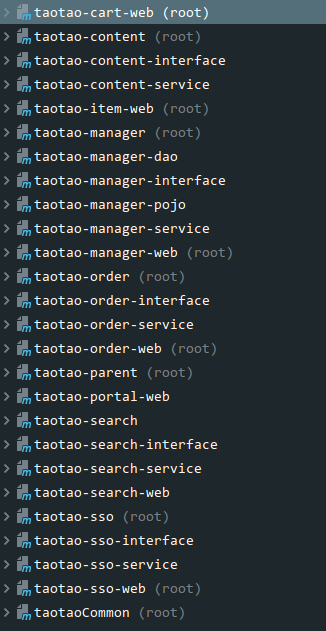 taotao-cart-web (root)
taotao-content (root)
taotao-content-interface
taotao-content-service
taotao-item-web (root)
taotao-manager (root)
taotao-manager-dao
taotao-manager-interface
taotao-manager-pojo
taotao-manager-service
taotao-manager-web (root)
taotao-order (root)
taotao-order-interface
taotao-order-service
taotao-order-web (root)
taotao-parent (root)
taotao-portal-web
taotao-search
taotao-search-interface
taotao-search-service
taotao-search-web
taotao-sso (root)
taotao-sso-interface
taotao-sso-service
taotao-sso-web (root)
taotaoCommon (root)